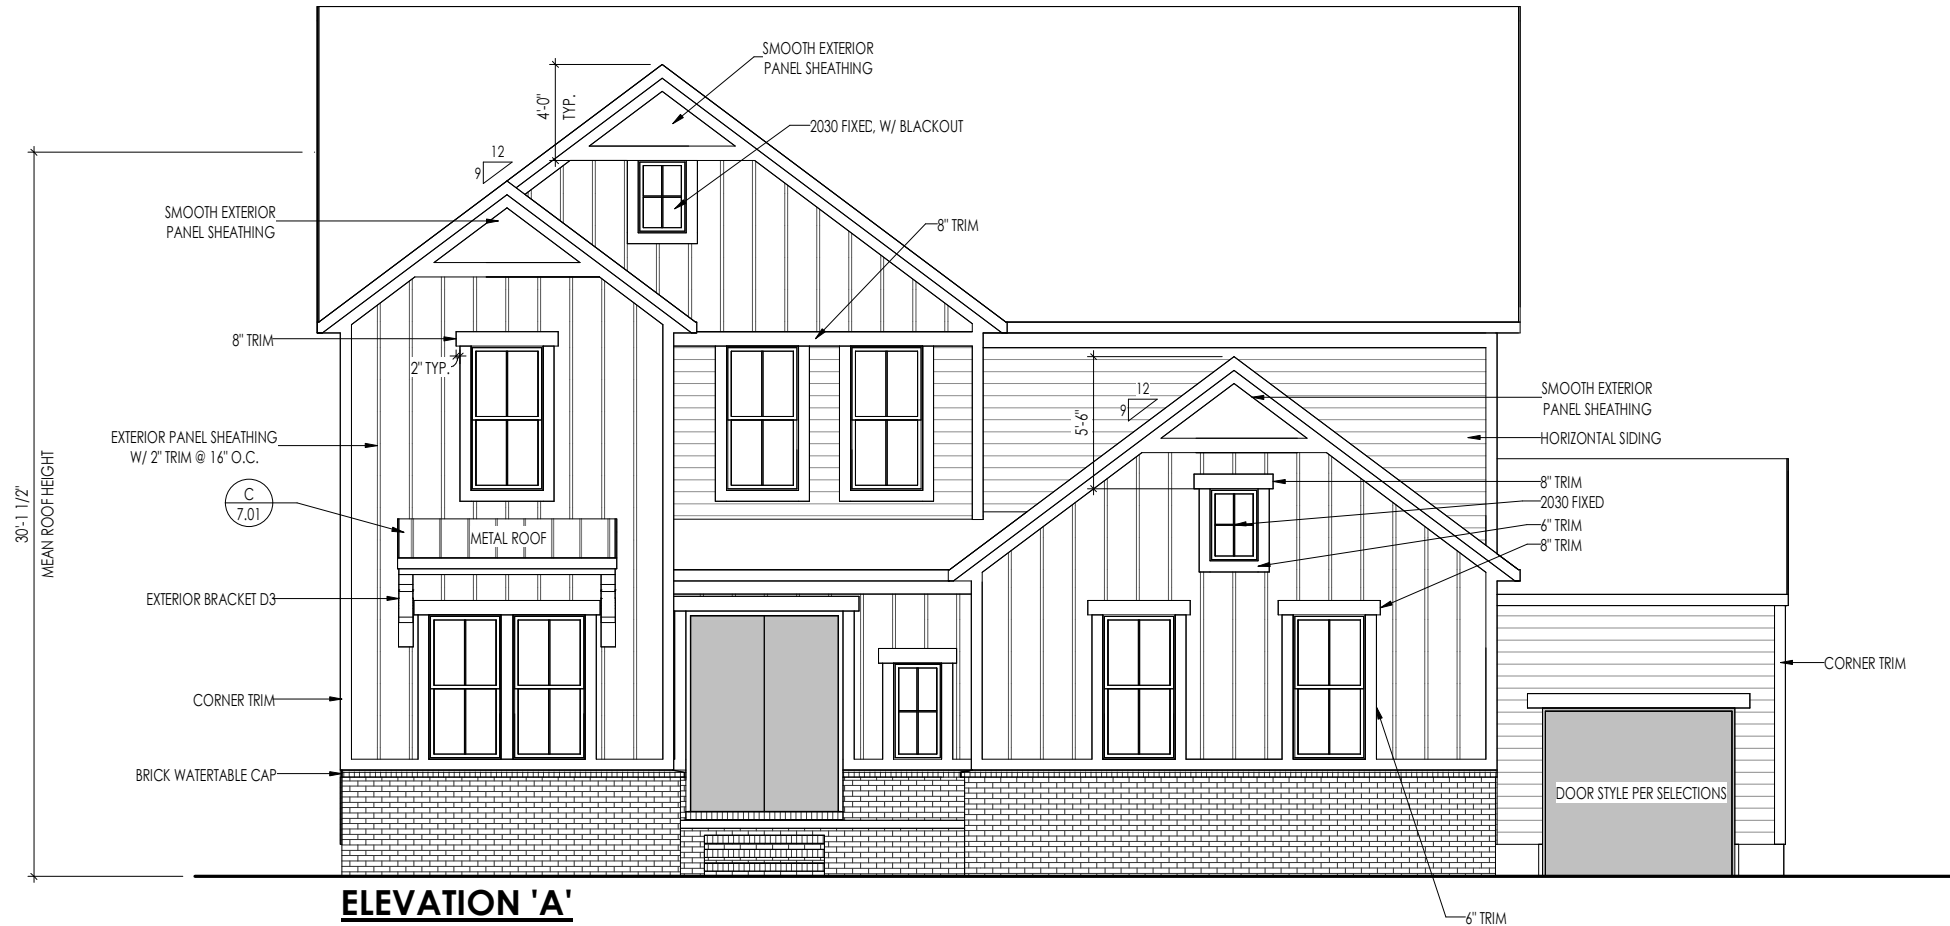 SMOOTH EXTERIOR
PANEL SHEATHING
4'-0"
TYP.
2030 FIXED, W/ BLACKOUT
12
9
SMOOTH EXTERIOR
PANEL SHEATHING
8" TRIM
8" TRIM
2" TYP.
12
9
5'-6"
SMOOTH EXTERIOR
PANEL SHEATHING
HORIZONTAL SIDING
EXTERIOR PANEL SHEATHING
W/ 2" TRIM @ 16" O.C.
30'-1 1/2"
MEAN ROOF HEIGHT
C
7.01
METAL ROOF
8" TRIM
2030 FIXED
6" TRIM
8" TRIM
EXTERIOR BRACKET D3
CORNER TRIM
CORNER TRIM
BRICK WATERTABLE CAP
DOOR STYLE PER SELECTIONS
ELEVATION 'A'
6" TRIM